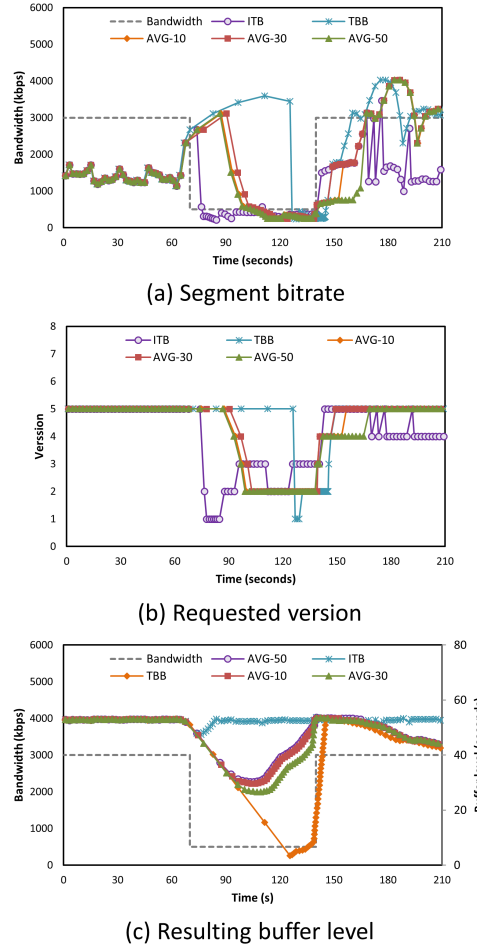 Bandwidth ITB TBB
AVG-10 AVG-30 AVG-50
Bandwidth (kbps)
6000
5000
4000
3000
2000
1000
0
0 30 60 90 120 150 180 210
Time (seconds)
(a) Segment bitrate
ITB TBB AVG-10
AVG-30 AVG-50
Verssion
8
7
6
5
4
3
2
1
0
0 30 60 90 120 150 180 210
Time (seconds)
(b) Requested version
Bandwidth AVG-50 ITB
TBB AVG-10 AVG-30
Bandwidth (kbps)
6000
5000
4000
3000
2000
1000
0
80
60
40
20
0
0 30 60 90 120 150 180 210
Time (s)
(c) Resulting buffer level